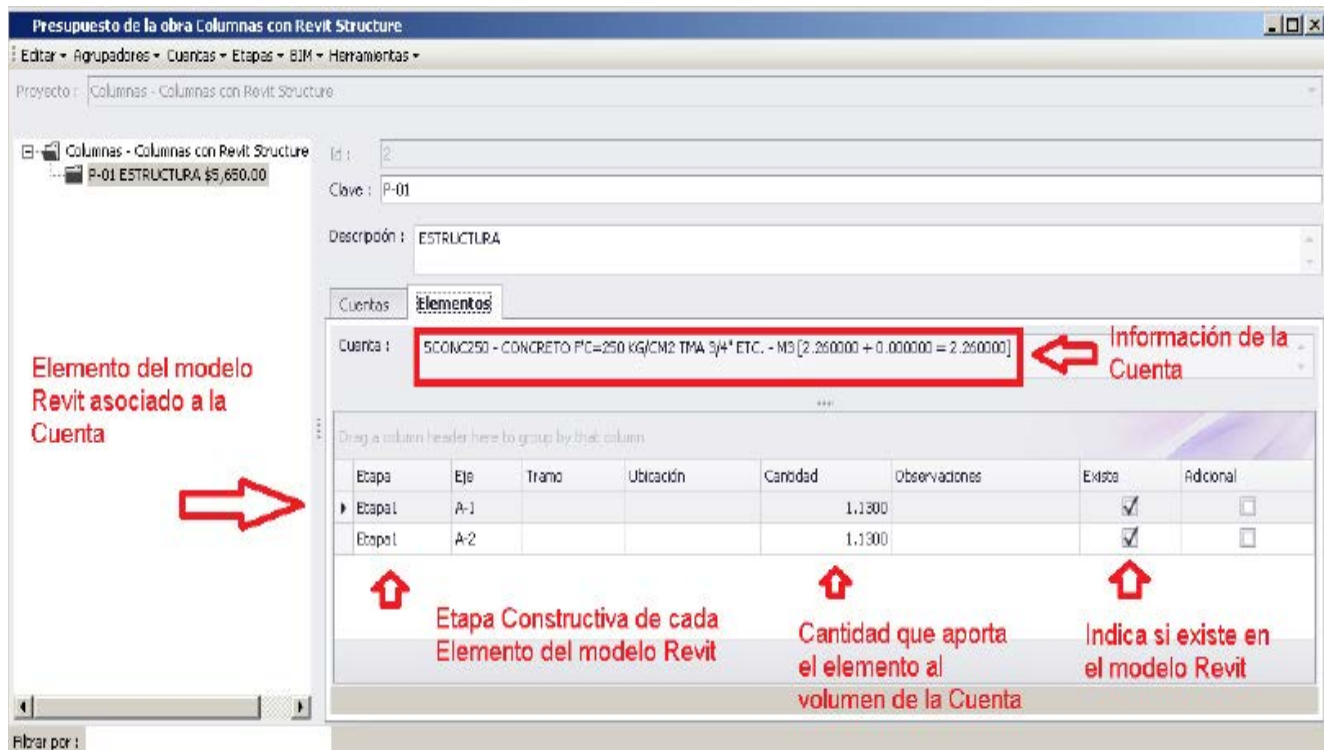 Presupuesto de la obra Columnas con Revit Structure
Editar Agrupadores Cuentas Etapas BIM Herramientas
Proyecto : Columnas - Columnas con Revit Structure
Columnas - Columnas con Revit Structure
P-01 ESTRUCTURA $5,650.00
Id : 2
Clave : P-01
Descripción : ESTRUCTURA
Cuentas Elementos
Cuenta : SCONC250 - CONCRETO F'C=250 KG/CM2 TMA 3/4" ETC. - M3 [2.260000 + 0.000000 = 2.260000]
Información de la
Cuenta
Elemento del modelo
Revit asociado a la
Cuenta
Drag a column header here to group by that column
Etapa Eje Tramo Ubicación Cantidad Observaciones Existe Adicional
Etapa1 A-1 1.1300
Etapa1 A-2 1.1300
Etapa Constructiva de cada
Elemento del modelo Revit
Cantidad que aporta
el elemento al
volumen de la Cuenta
Indica si existe en
el modelo Revit
Filtrar por :